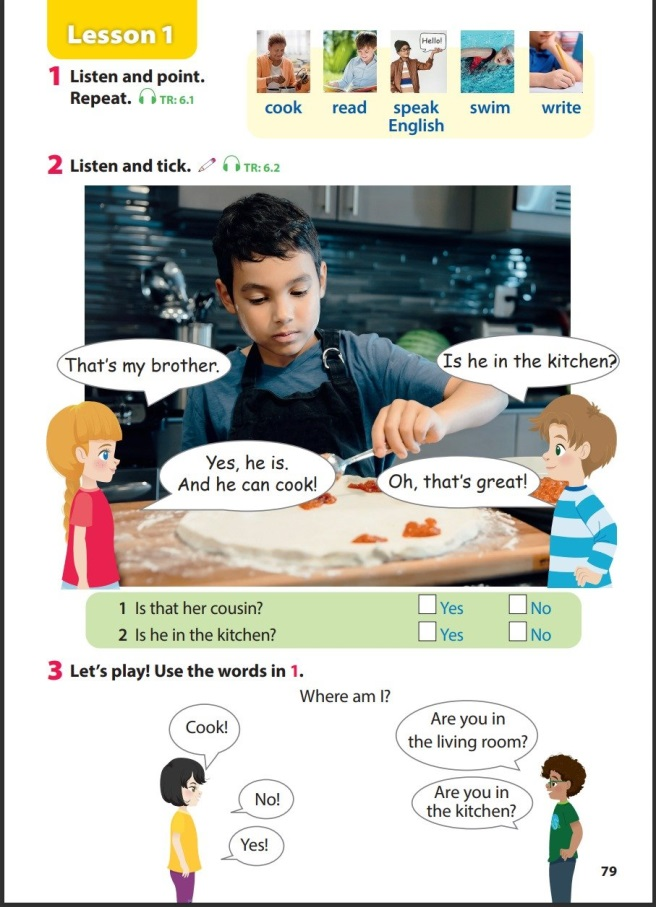 Lesson 1
1 Listen and point.
Repeat. TR: 6.1
Hello!
cook
read
speak
English
swim
write
2 Listen and tick. TR: 6.2
That's my brother.
Is he in the kitchen?
Yes, he is.
And he can cook!
Oh, that's great!
1 Is that her cousin? Yes No
2 Is he in the kitchen? Yes No
3 Let's play! Use the words in 1.
Where am I?
Cook!
Are you in
the living room?
No!
Are you in
the kitchen?
Yes!
79